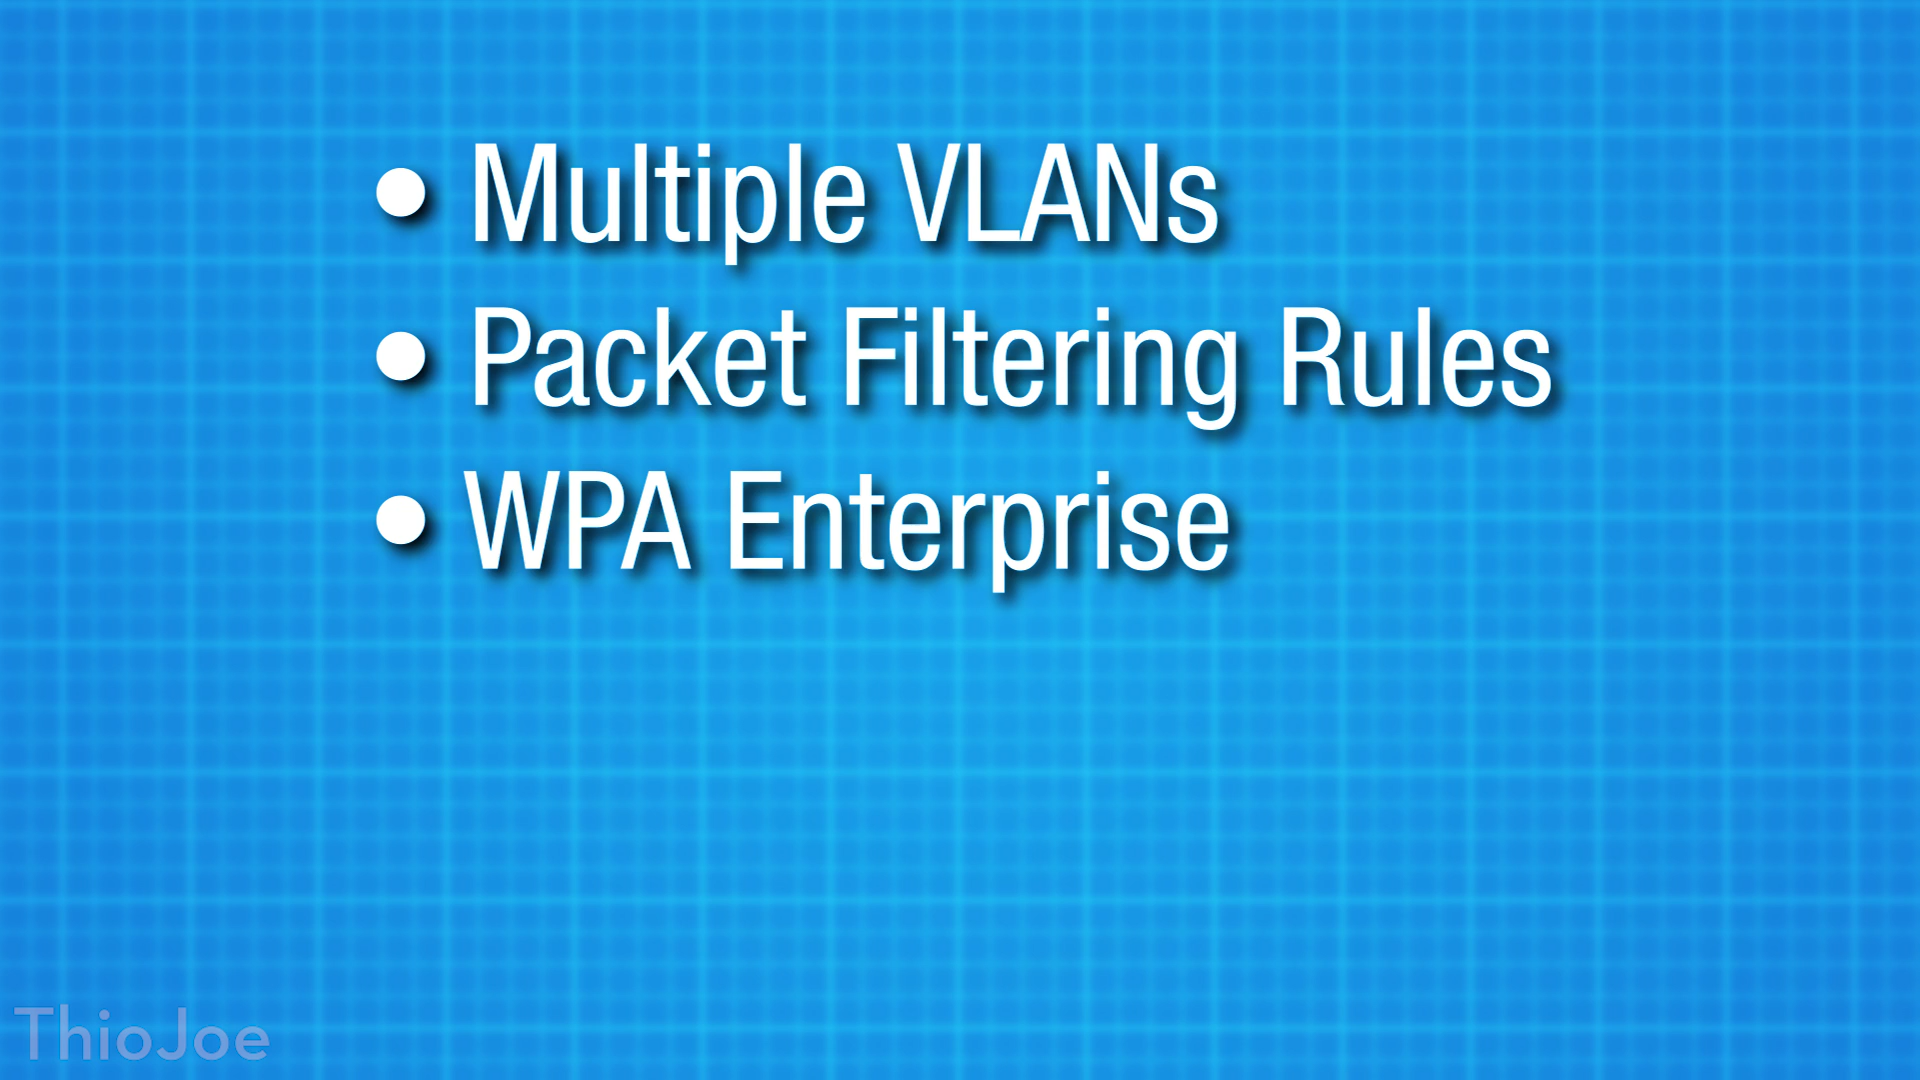 • Multiple VLANs
• Packet Filtering Rules
• WPA Enterprise
ThioJoe